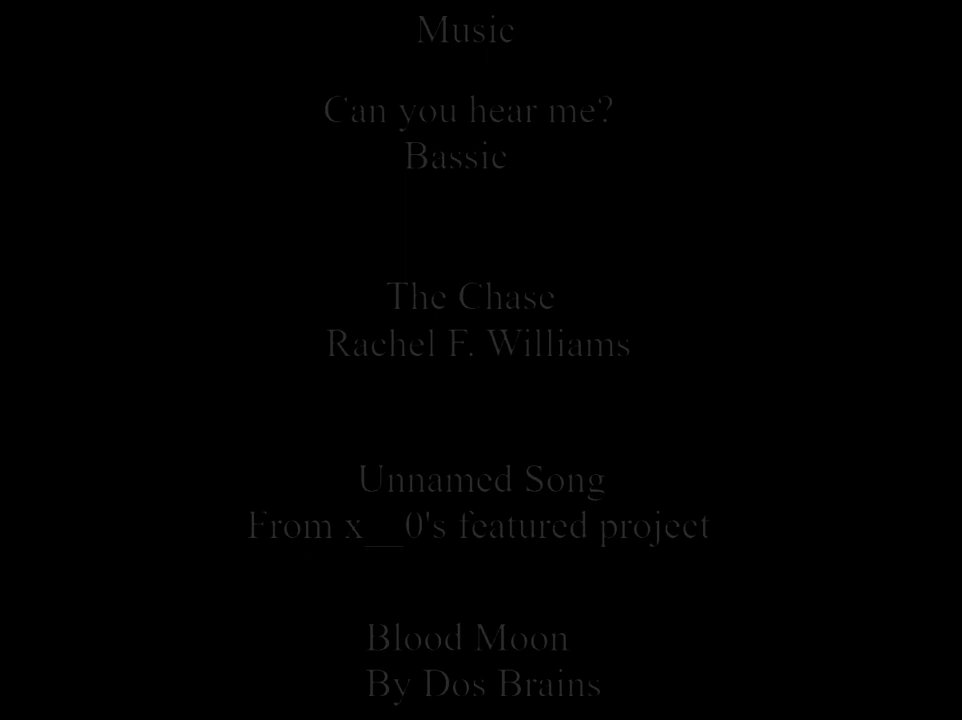 Music
Can you hear me?
Bassic
The Chase
Rachel F. Williams
Unnamed Song
From x__0's featured project
Blood Moon
By Dos Brains